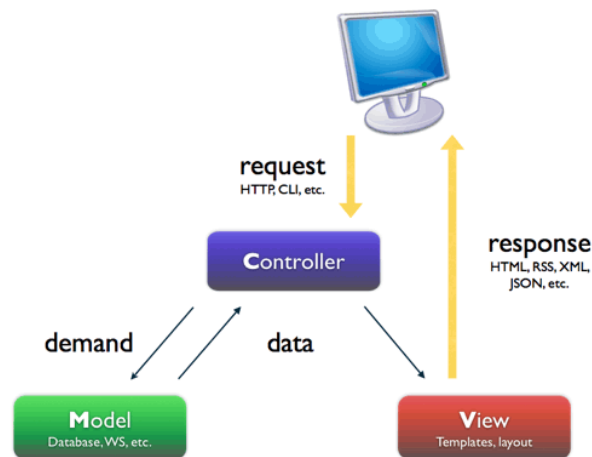 request
HTTP, CLI, etc.
Controller
response
HTML, RSS, XML,
JSON, etc.
demand
data
Model
Database, WS, etc.
View
Templates, layout